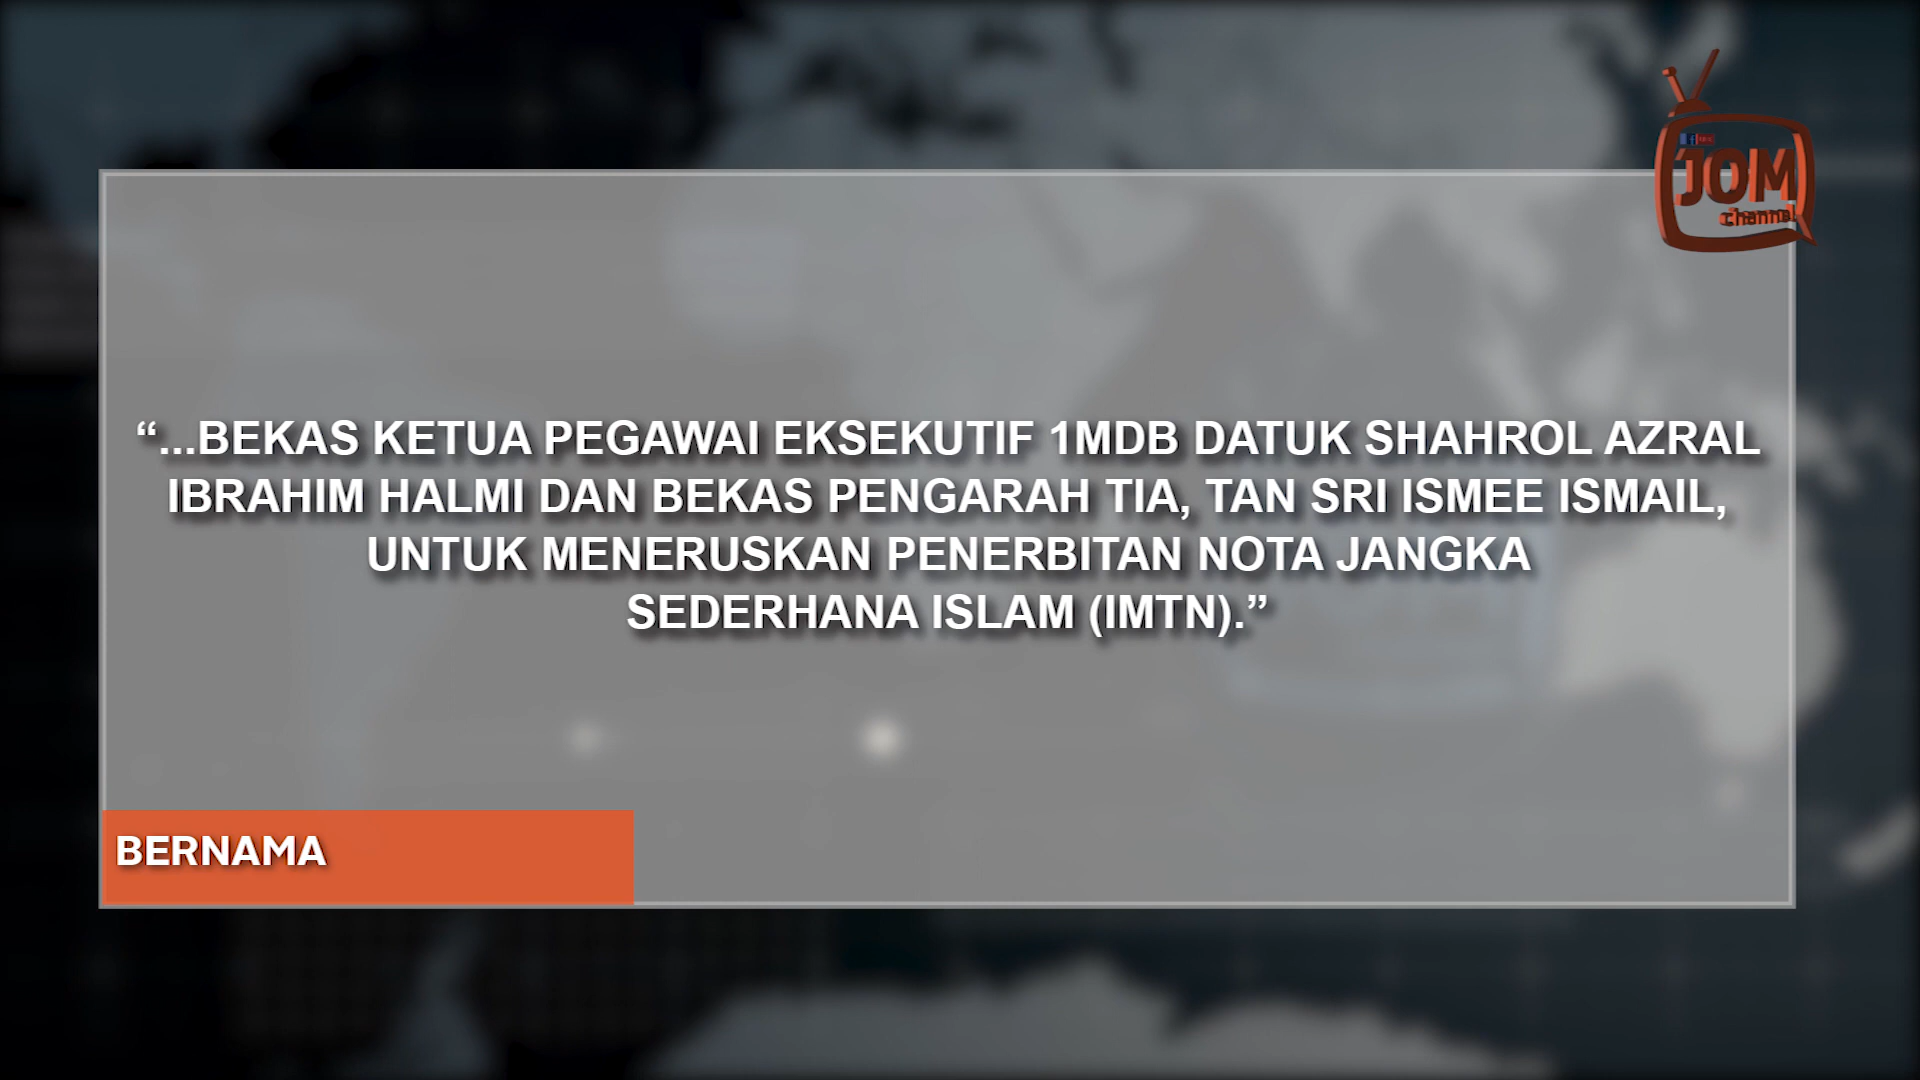 JOM
channel
“...BEKAS KETUA PEGAWAI EKSEKUTIF 1MDB DATUK SHAHROL AZRAL
IBRAHIM HALMI DAN BEKAS PENGARAH TIA, TAN SRI ISMEE ISMAIL,
UNTUK MENERUSKAN PENERBITAN NOTA JANGKA
SEDERHANA ISLAM (IMTN).”
BERNAMA